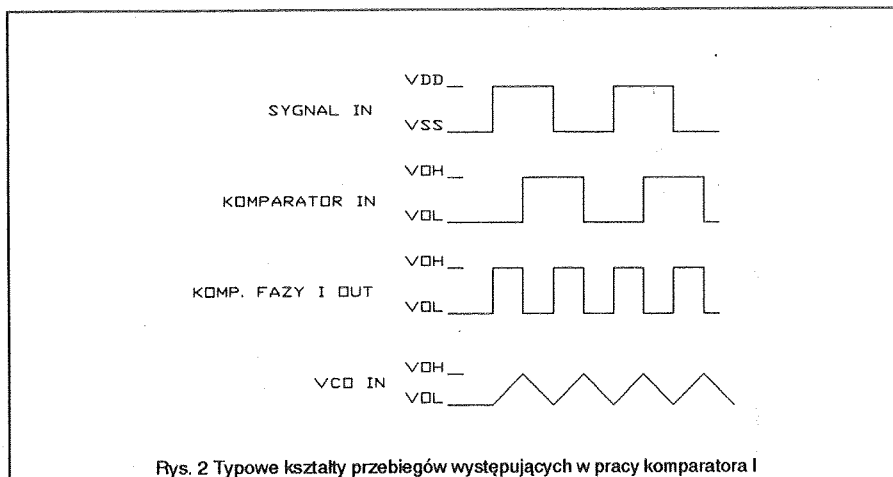 VDD
SYGNAL IN
VSS
VOH
KOMPARATOR IN
VOL
VOH
KOMP. FAZY I OUT
VOL
VOH
VCO IN
VOL
Rys. 2 Typowe kształty przebiegów występujących w pracy komparatora I